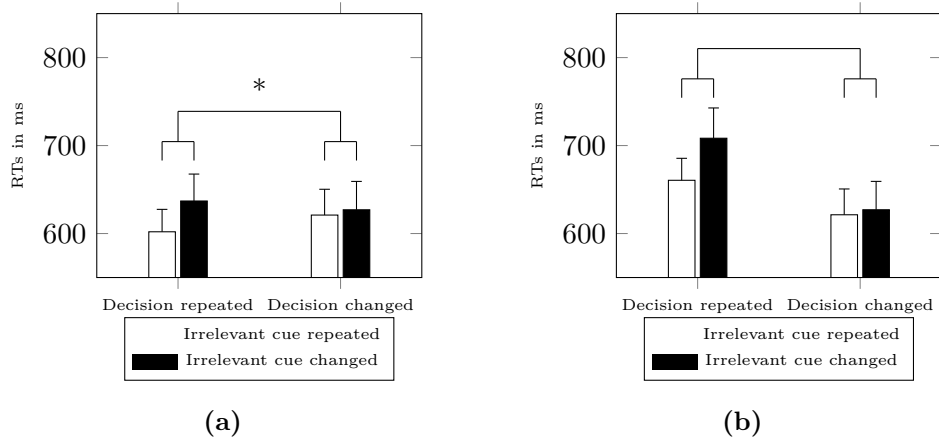 800
700
600
RTs in ms
*
Decision repeated Decision changed
Irrelevant cue repeated
Irrelevant cue changed
(a)
800
700
600
RTs in ms
Decision repeated Decision changed
Irrelevant cue repeated
Irrelevant cue changed
(b)